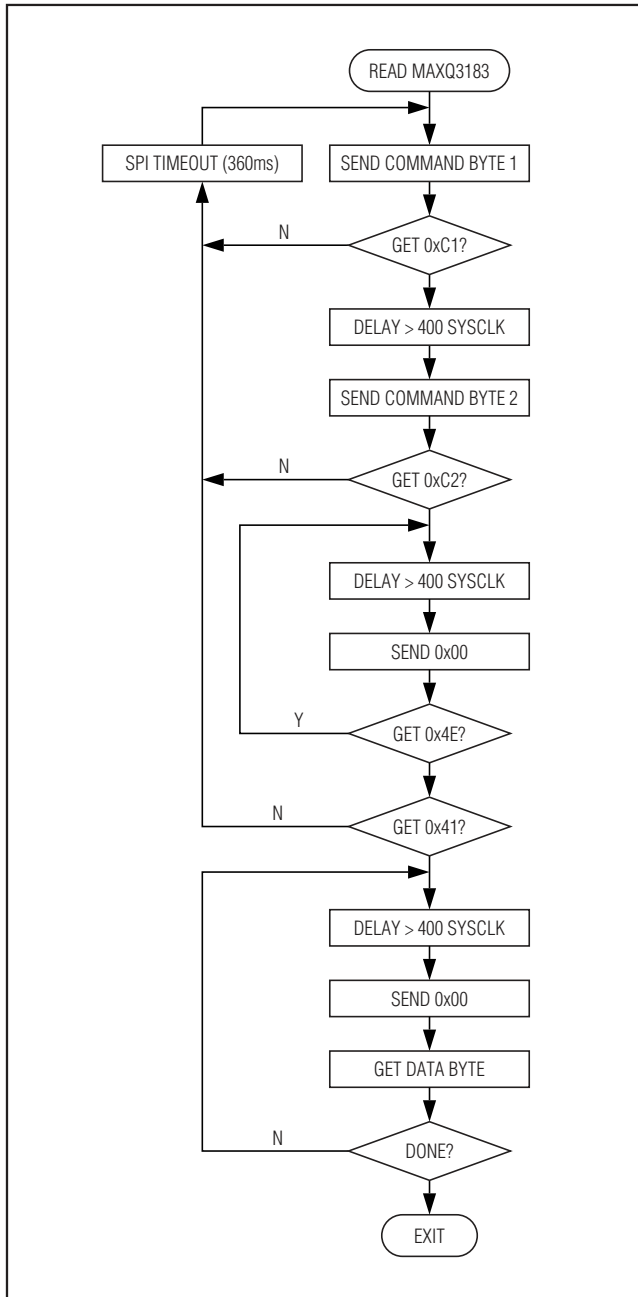 READ MAXQ3183
SPI TIMEOUT (360ms)
SEND COMMAND BYTE 1
N
GET 0xC1?
DELAY > 400 SYSCLK
SEND COMMAND BYTE 2
N
GET 0xC2?
DELAY > 400 SYSCLK
SEND 0x00
Y
GET 0x4E?
N
GET 0x41?
DELAY > 400 SYSCLK
SEND 0x00
GET DATA BYTE
N
DONE?
EXIT